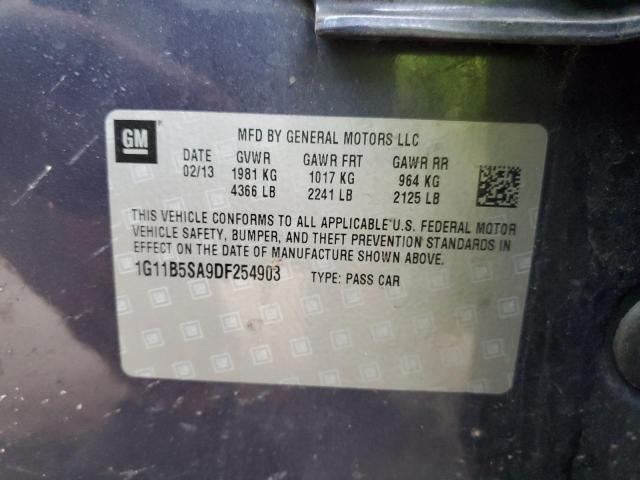 GM ®
MFD BY GENERAL MOTORS LLC
DATE GVWR GAWR FRT GAWR RR
02/13 1981 KG 1017 KG 964 KG
4366 LB 2241 LB 2125 LB
THIS VEHICLE CONFORMS TO ALL APPLICABLE U.S. FEDERAL MOTOR
VEHICLE SAFETY, BUMPER, AND THEFT PREVENTION STANDARDS IN
EFFECT ON THE DATE OF MANUFACTURE SHOWN ABOVE.
1G11B5SA9DF254903 TYPE: PASS CAR